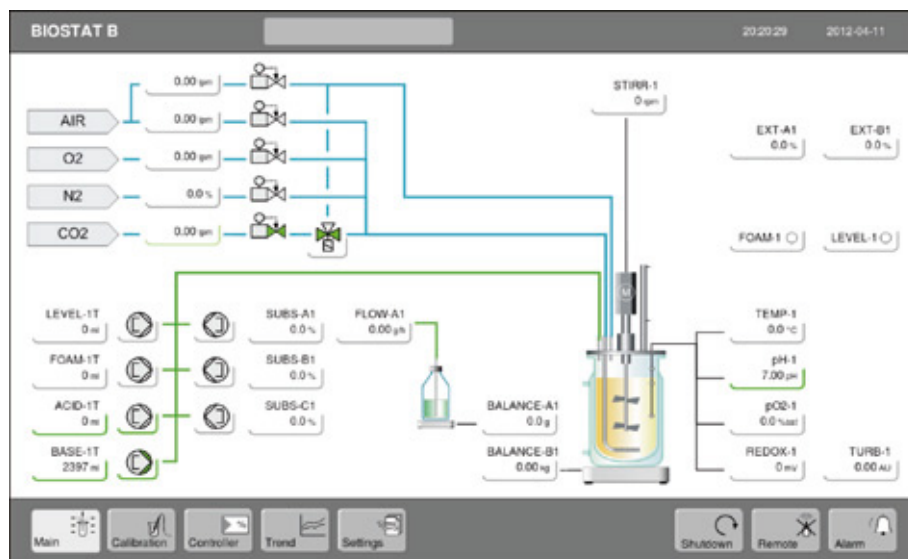 BIOSTAT B
20:20:29 2012-04-11
0.00 lpm
STIRR-1
0 rpm
AIR
0.00 lpm
EXT-A1 EXT-B1
0.0 % 0.0 %
O2
0.00 lpm
N2
0.0 %
CO2
0.00 lpm
FOAM-1 LEVEL-1
LEVEL-1T
0 ml
SUBS-A1
0.0 %
FLOW-A1
0.00 g/h
TEMP-1
0.0 °C
FOAM-1T
0 ml
SUBS-B1
0.0 %
pH-1
7.00 pH
ACID-1T
0 ml
SUBS-C1
0.0 %
BALANCE-A1
0.0 g
pO2-1
0.0 %sat
BASE-1T
2397 ml
BALANCE-B1
0.00 kg
REDOX-1
0 mV
TURB-1
0.00 AU
M
Main Calibration Controller Trend Settings Shutdown Remote Alarm